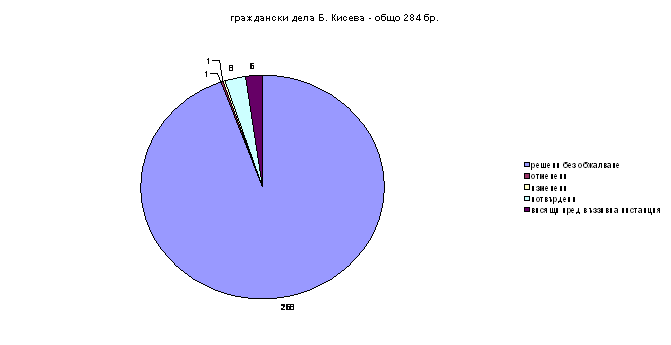 граждански дела Б. Кисева - общо 284 бр.
1
1
8
6
268
решени без обжалване
отменени
изменени
потвърдени
висящи пред въззивна инстанция